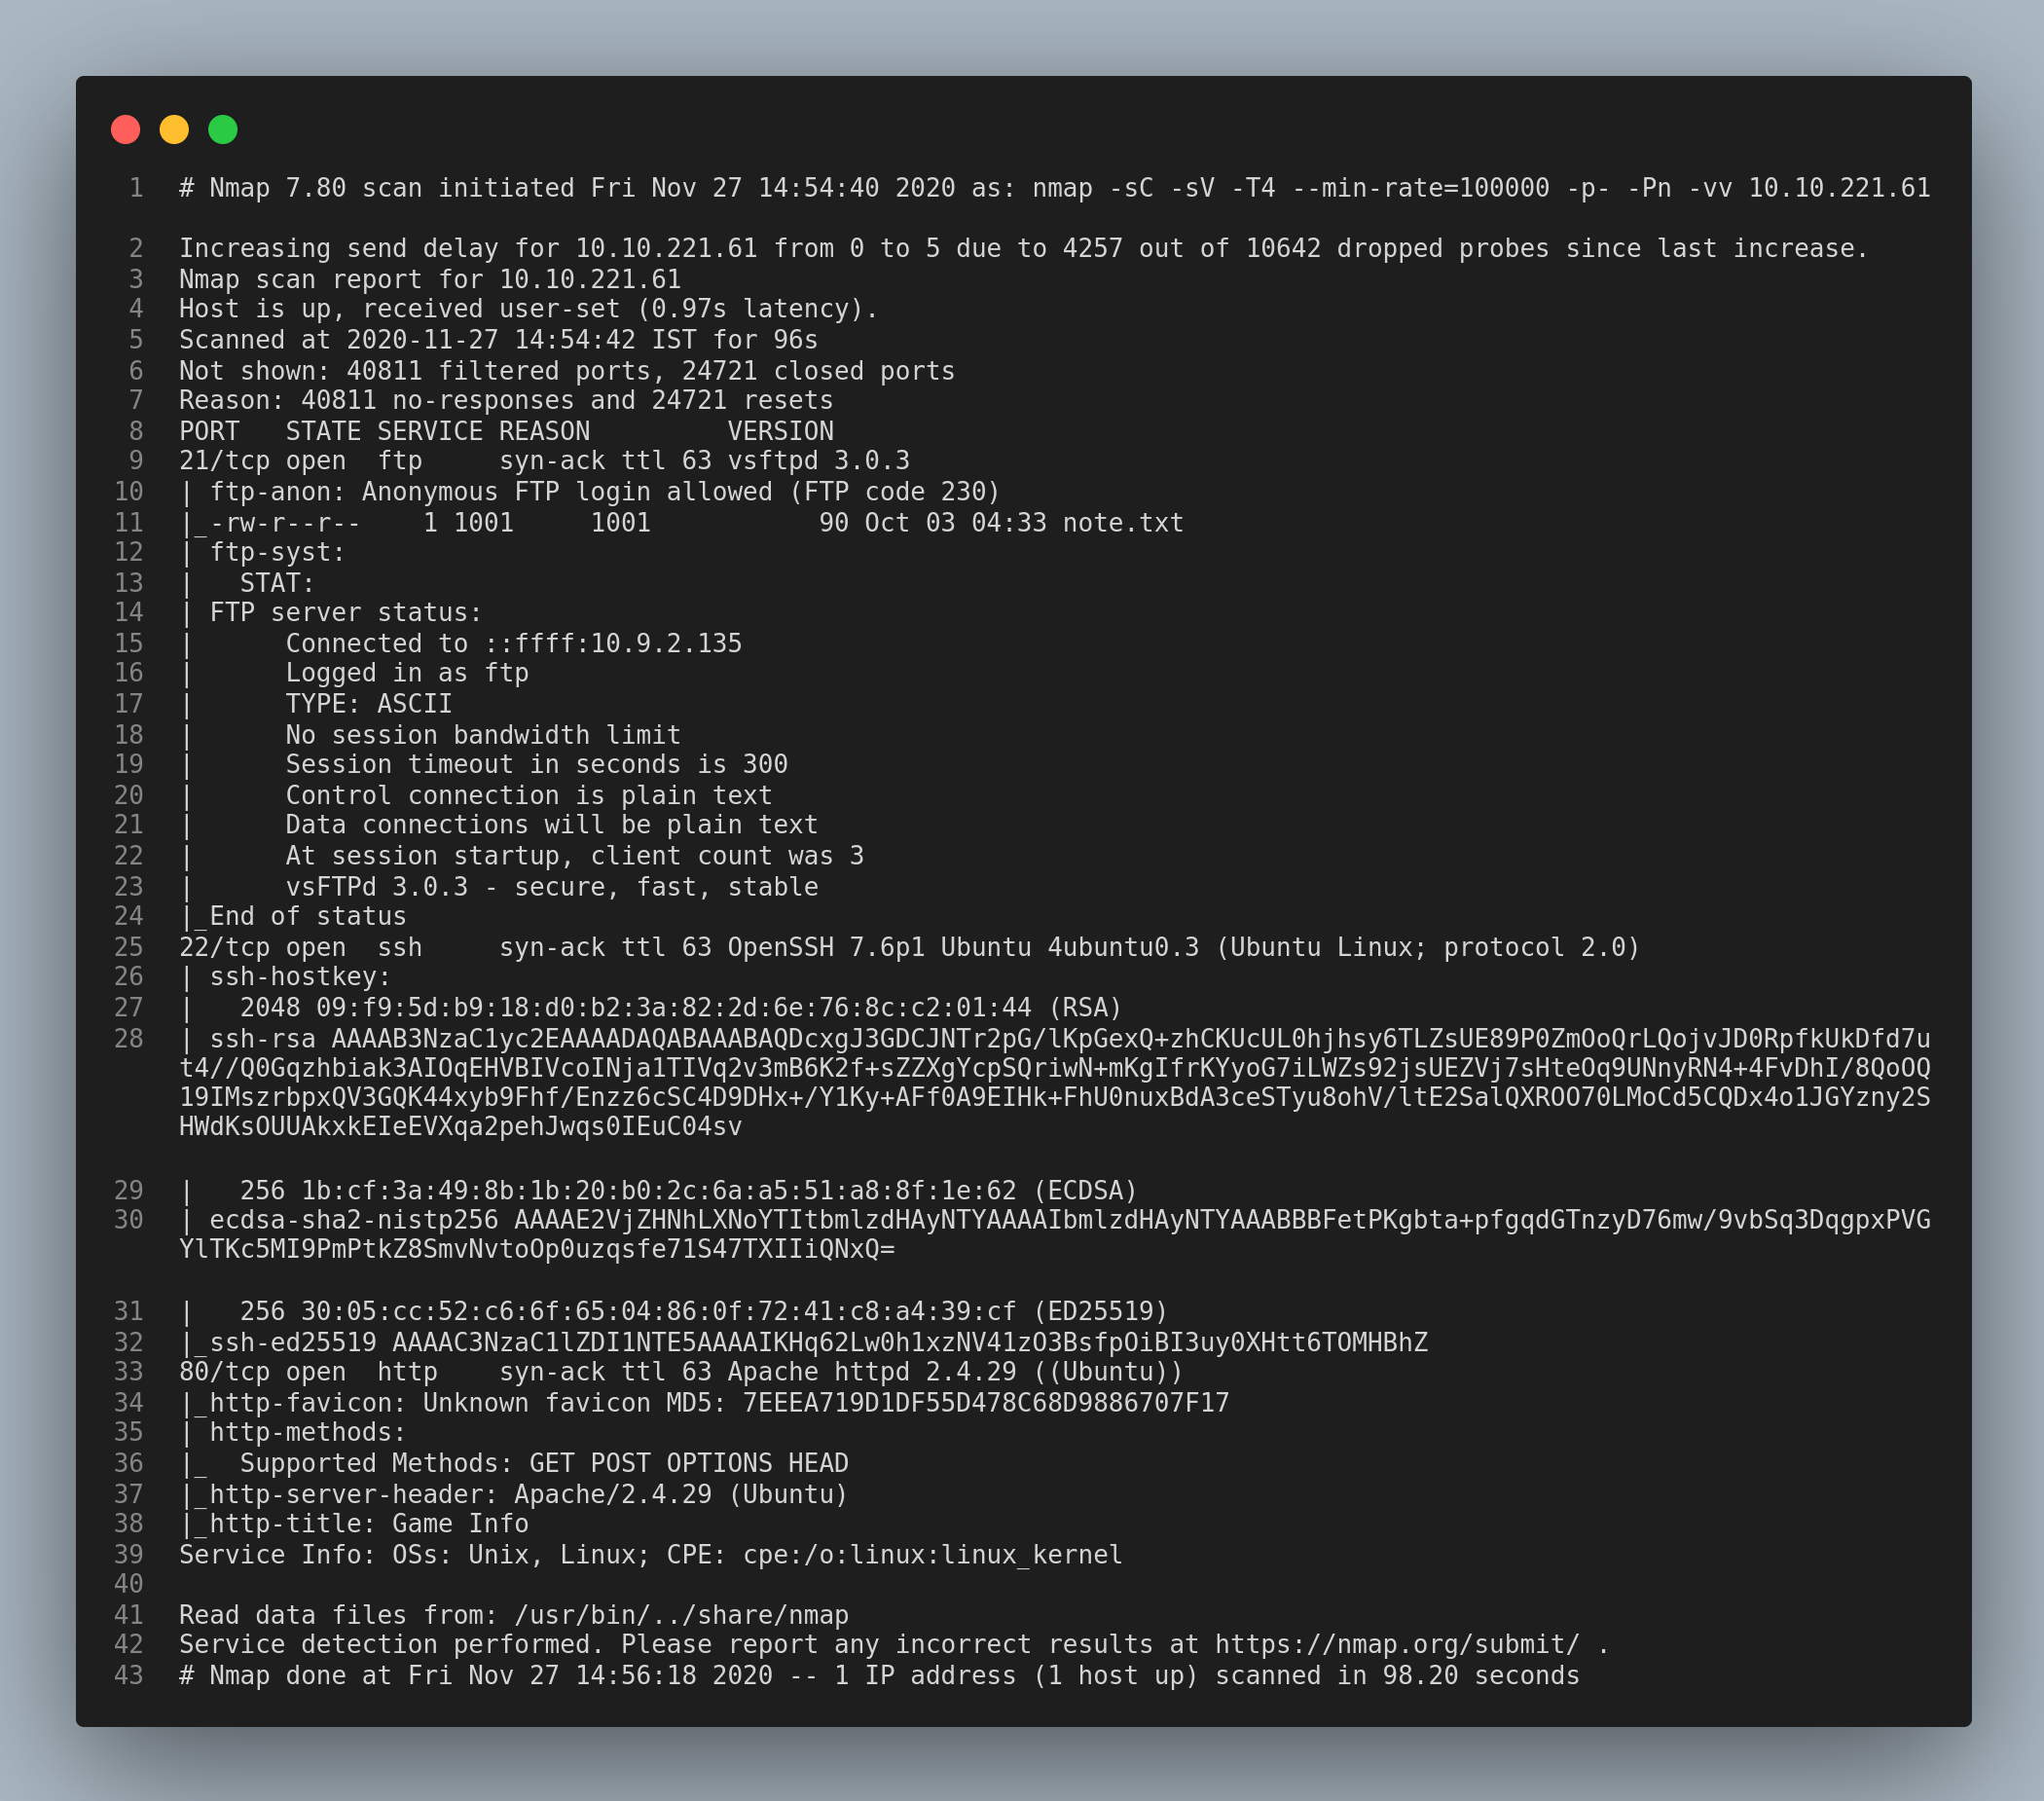 1 # Nmap 7.80 scan initiated Fri Nov 27 14:54:40 2020 as: nmap -sC -sV -T4 --min-rate=100000 -p- -Pn -vv 10.10.221.61
2 Increasing send delay for 10.10.221.61 from 0 to 5 due to 4257 out of 10642 dropped probes since last increase.
3 Nmap scan report for 10.10.221.61
4 Host is up, received user-set (0.97s latency).
5 Scanned at 2020-11-27 14:54:42 IST for 96s
6 Not shown: 40811 filtered ports, 24721 closed ports
7 Reason: 40811 no-responses and 24721 resets
8 PORT   STATE SERVICE REASON         VERSION
9 21/tcp open  ftp     syn-ack ttl 63 vsftpd 3.0.3
10 | ftp-anon: Anonymous FTP login allowed (FTP code 230)
11 |_-rw-r--r--    1 1001     1001           90 Oct 03 04:33 note.txt
12 | ftp-syst:
13 |   STAT:
14 | FTP server status:
15 |      Connected to ::ffff:10.9.2.135
16 |      Logged in as ftp
17 |      TYPE: ASCII
18 |      No session bandwidth limit
19 |      Session timeout in seconds is 300
20 |      Control connection is plain text
21 |      Data connections will be plain text
22 |      At session startup, client count was 3
23 |      vsFTPd 3.0.3 - secure, fast, stable
24 |_End of status
25 22/tcp open  ssh     syn-ack ttl 63 OpenSSH 7.6p1 Ubuntu 4ubuntu0.3 (Ubuntu Linux; protocol 2.0)
26 | ssh-hostkey:
27 |   2048 09:f9:5d:b9:18:d0:b2:3a:82:2d:6e:76:8c:c2:01:44 (RSA)
28 | ssh-rsa AAAAB3NzaC1yc2EAAAADAQABAAABAQDcxgJ3GDCJNTr2pG/lKpGexQ+zhCKUcUL0hjhsy6TLZsUE89P0ZmOoQrLQojvJD0RpfkUkDfd7u
t4//Q0Gqzhbiak3AIOqEHVBIVcoINja1TIVq2v3mB6K2f+sZZXgYcpSQriwN+mKgIfrKYyoG7iLWZs92jsUEZVj7sHteOq9UNnyRN4+4FvDhI/8QoOQ
19IMszrbpxQV3GQK44xyb9Fhf/Enzz6cSC4D9DHx+/Y1Ky+AFf0A9EIHk+FhU0nuxBdA3ceSTyu8ohV/ltE2SalQXROO70LMoCd5CQDx4o1JGYzny2S
HWdKsOUUAkxkEIeEVXqa2pehJwqs0IEuC04sv
29 |   256 1b:cf:3a:49:8b:1b:20:b0:2c:6a:a5:51:a8:8f:1e:62 (ECDSA)
30 | ecdsa-sha2-nistp256 AAAAE2VjZHNhLXNoYTItbmlzdHAyNTYAAAAIbmlzdHAyNTYAAABBBFetPKgbta+pfgqdGTnzyD76mw/9vbSq3DqgpxPVG
YlTKc5MI9PmPtkZ8SmvNvtoOp0uzqsfe71S47TXIIiQNxQ=
31 |   256 30:05:cc:52:c6:6f:65:04:86:0f:72:41:c8:a4:39:cf (ED25519)
32 |_ssh-ed25519 AAAAC3NzaC1lZDI1NTE5AAAAIKHq62Lw0h1xzNV41zO3BsfpOiBI3uy0XHtt6TOMHBhZ
33 80/tcp open  http    syn-ack ttl 63 Apache httpd 2.4.29 ((Ubuntu))
34 |_http-favicon: Unknown favicon MD5: 7EEEA719D1DF55D478C68D9886707F17
35 | http-methods:
36 |_  Supported Methods: GET POST OPTIONS HEAD
37 |_http-server-header: Apache/2.4.29 (Ubuntu)
38 |_http-title: Game Info
39 Service Info: OSs: Unix, Linux; CPE: cpe:/o:linux:linux_kernel
40
41 Read data files from: /usr/bin/../share/nmap
42 Service detection performed. Please report any incorrect results at https://nmap.org/submit/ .
43 # Nmap done at Fri Nov 27 14:56:18 2020 -- 1 IP address (1 host up) scanned in 98.20 seconds